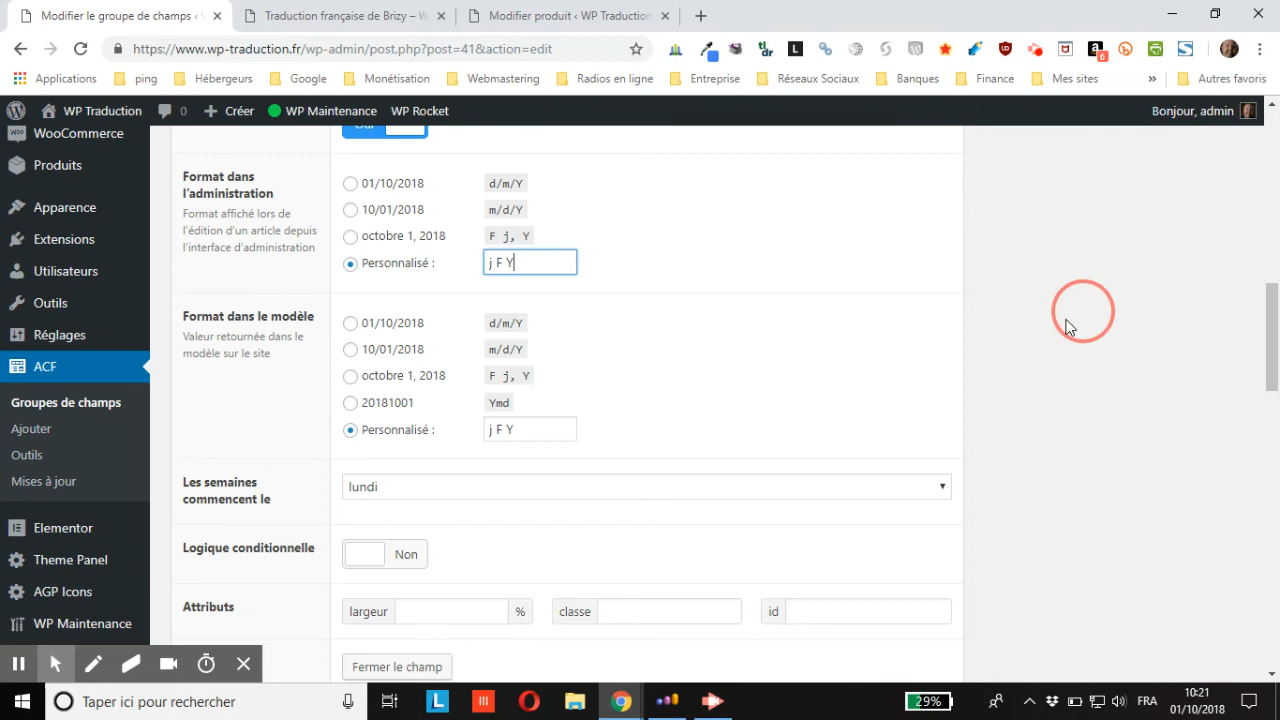 Modifier le groupe de champs ‹
Traduction française de Brizy – W
Modifier produit ‹ WP Traduction
https://www.wp-traduction.fr/wp-admin/post.php?post=41&action=edit
6
Applications
ping
Hébergeurs
Google
Monétisation
Webmastering
Radios en ligne
Entreprise
Réseaux Sociaux
Banques
Finance
Mes sites
»
Autres favoris
WP Traduction
0
Créer
WP Maintenance
WP Rocket
Bonjour, admin
WooCommerce
Produits
Apparence
Extensions
Utilisateurs
Outils
Réglages
ACF
Groupes de champs
Ajouter
Outils
Mises à jour
Elementor
Theme Panel
AGP Icons
WP Maintenance
Oui
Format dans
l'administration
Format affiché lors de
l'édition d'un article depuis
l'interface d'administration
01/10/2018 d/m/Y
10/01/2018 m/d/Y
octobre 1, 2018 F j, Y
Personnalisé : j F Y
Format dans le modèle
Valeur retournée dans le
modèle sur le site
01/10/2018 d/m/Y
10/01/2018 m/d/Y
octobre 1, 2018 F j, Y
20181001 Ymd
Personnalisé : j F Y
Les semaines
commencent le
lundi
Logique conditionnelle
Non
Attributs
largeur %
classe
id
Fermer le champ
Taper ici pour rechercher
L
29%
FRA
10:21
01/10/2018